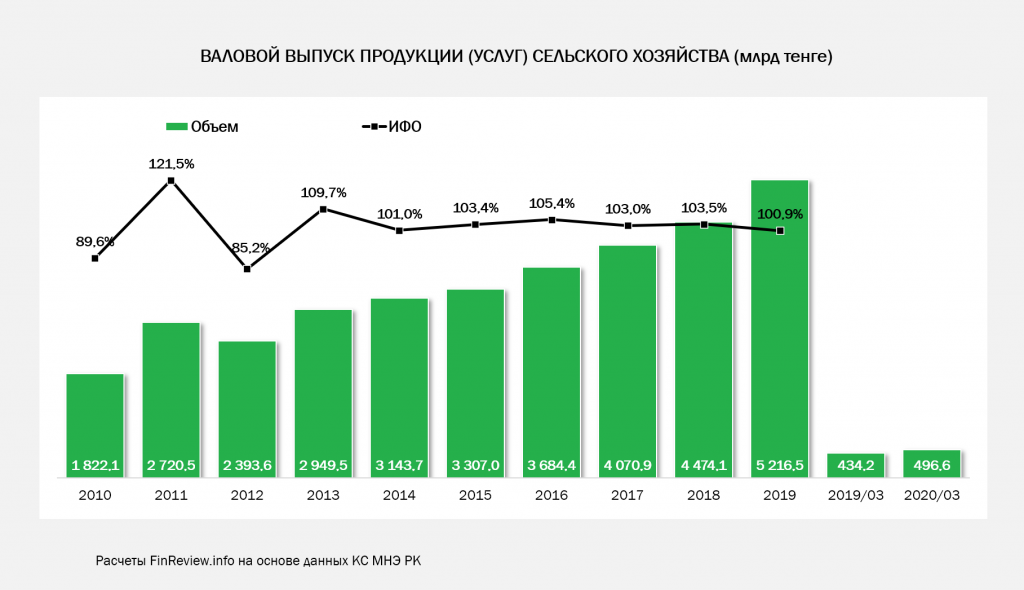 ВАЛОВОЙ ВЫПУСК ПРОДУКЦИИ (УСЛУГ) СЕЛЬСКОГО ХОЗЯЙСТВА (млрд тенге)
Объем ИФО
89,6% 121,5% 85,2% 109,7% 101,0% 103,4% 105,4% 103,0% 103,5% 100,9%
1 822,1 2 720,5 2 393,6 2 949,5 3 143,7 3 307,0 3 684,4 4 070,9 4 474,1 5 216,5 434,2 496,6
2010 2011 2012 2013 2014 2015 2016 2017 2018 2019 2019/03 2020/03
Расчеты FinReview.info на основе данных КС МНЭ РК